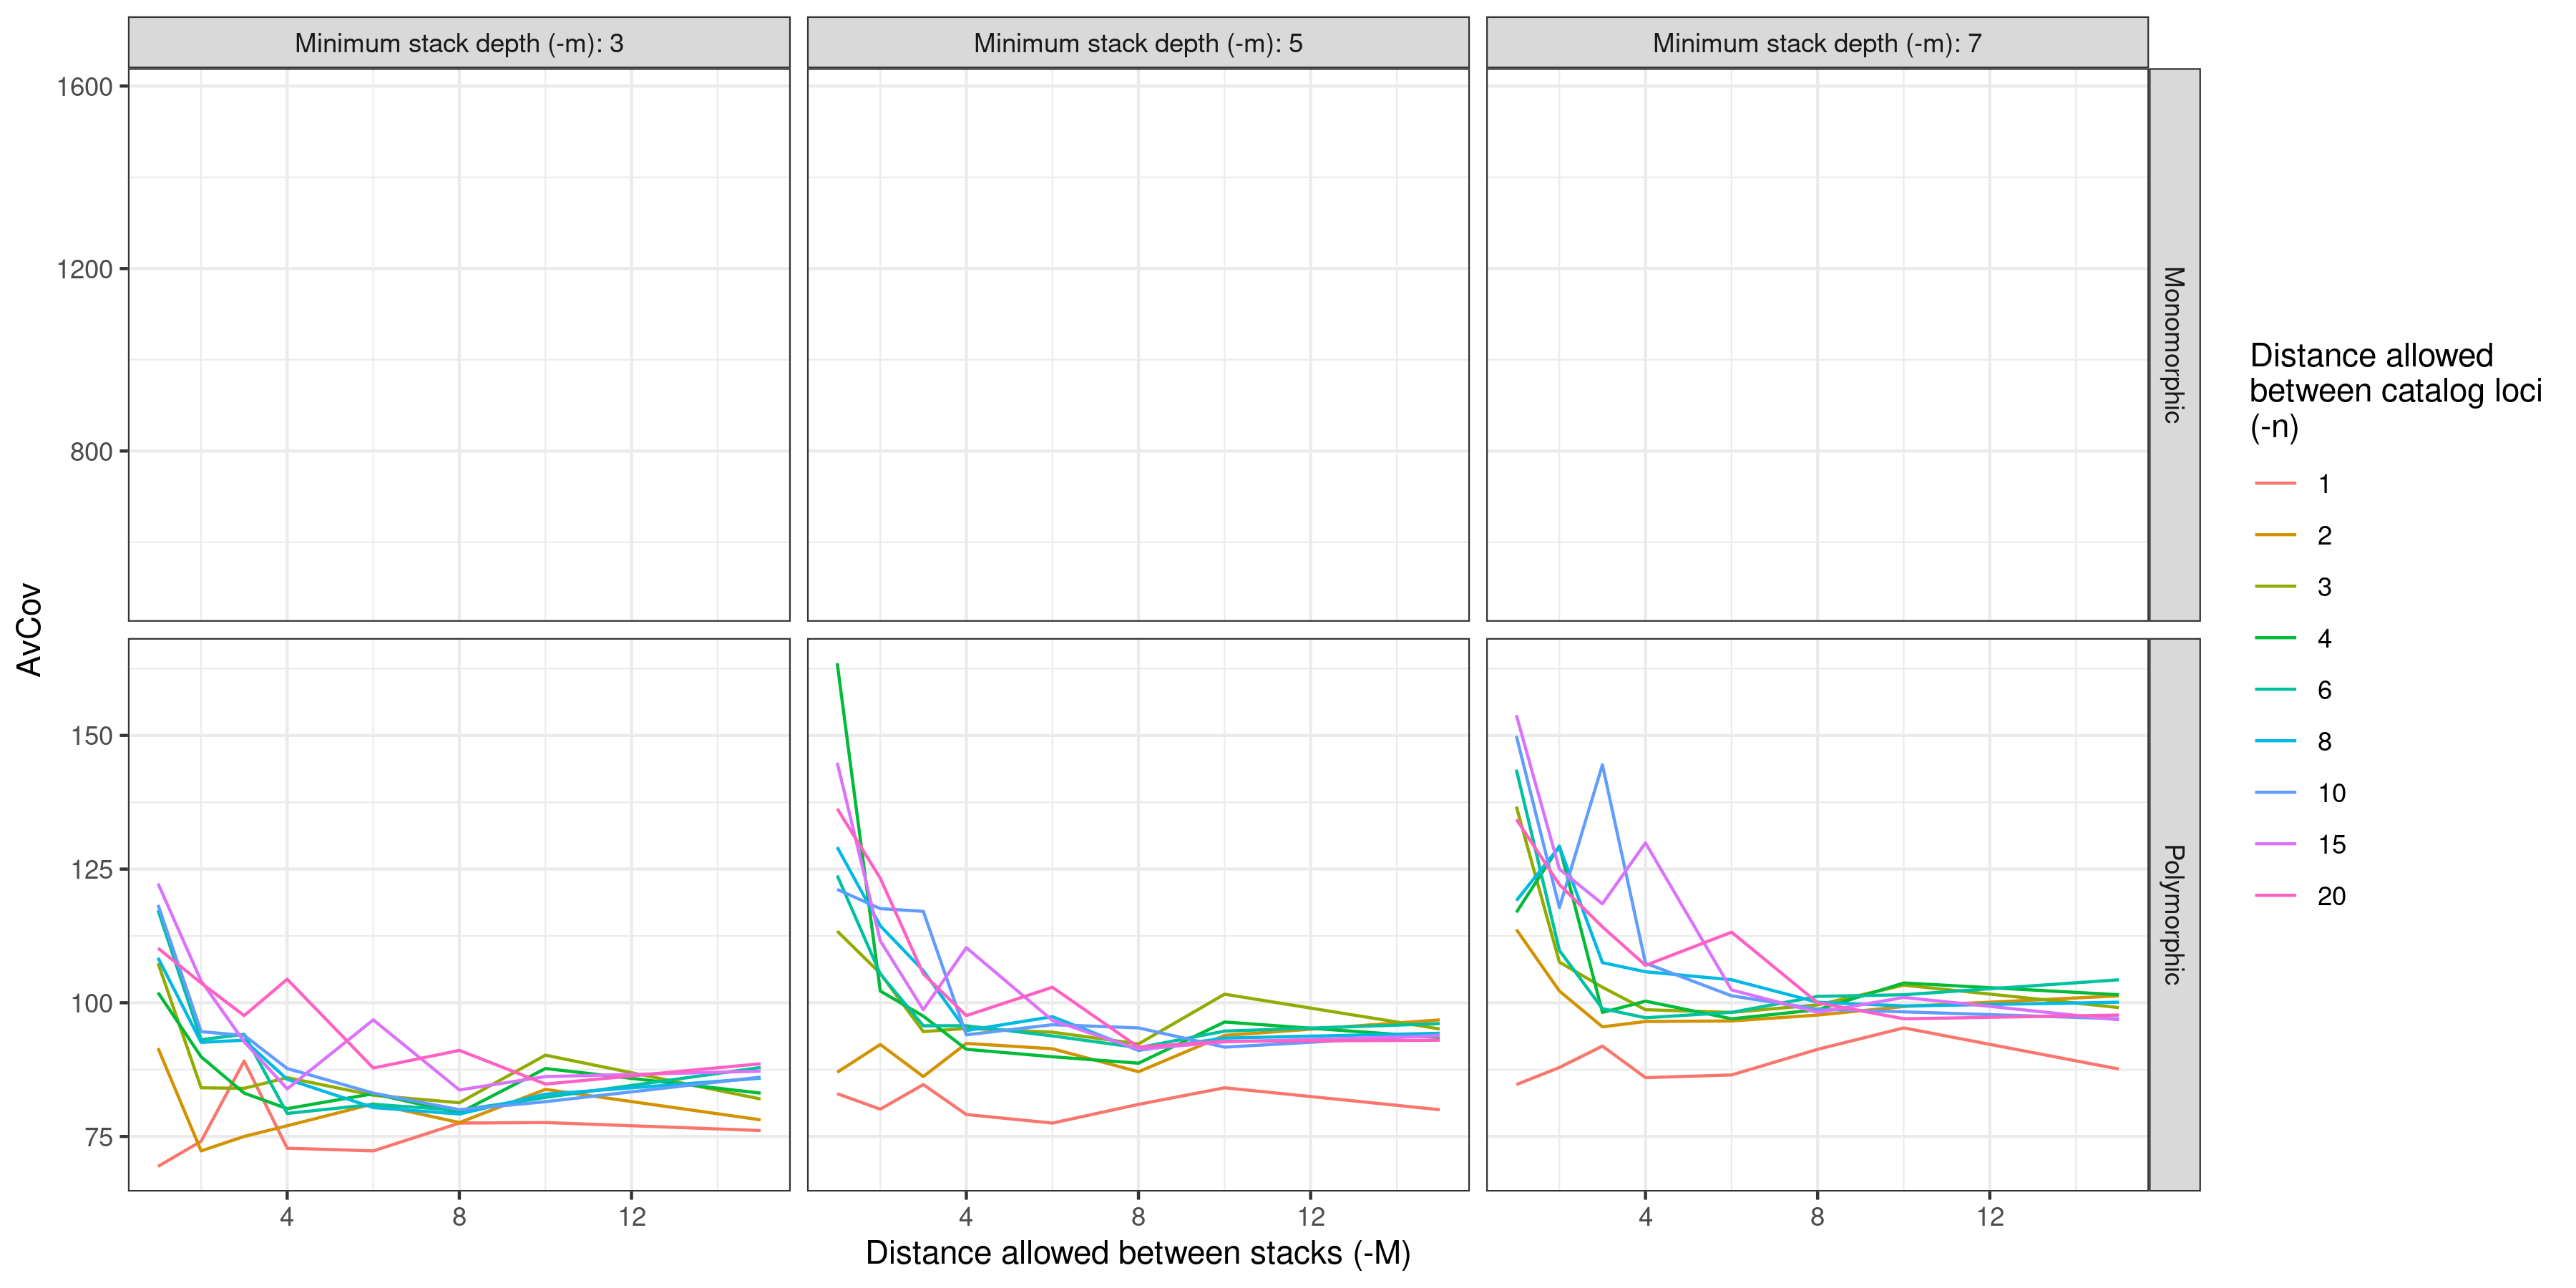 Minimum stack depth (-m): 3
Minimum stack depth (-m): 5
Minimum stack depth (-m): 7
1600
1200
800
Monomorphic
AvCov
150
125
100
75
Polymorphic
4
8
12
4
8
12
4
8
12
Distance allowed between stacks (-M)
Distance allowed
between catalog loci
(-n)
1
2
3
4
6
8
10
15
20